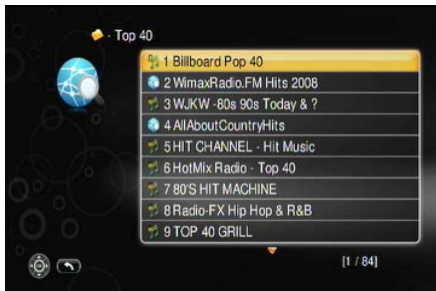 - Top 40
1 Billboard Pop 40
2 WimaxRadio.FM Hits 2008
3 WJKW -80s 90s Today & ?
4 AllAboutCountryHits
5 HIT CHANNEL - Hit Music
6 HotMix Radio - Top 40
7 80'S HIT MACHINE
8 Radio-FX Hip Hop & R&B
9 TOP 40 GRILL
[1 / 84]